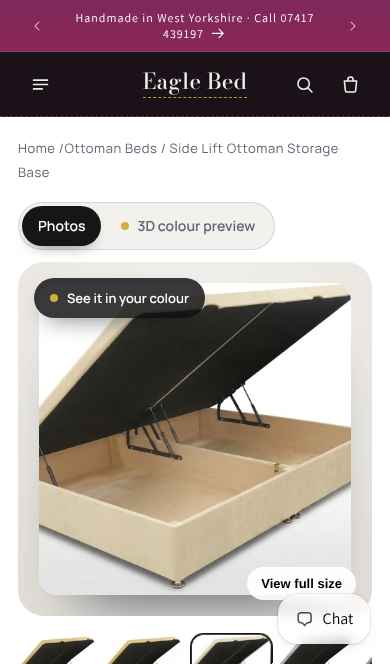 Handmade in West Yorkshire · Call 07417
439197 →
Eagle Bed
Home /Ottoman Beds / Side Lift Ottoman Storage
Base
Photos
3D colour preview
See it in your colour
View full size
Chat